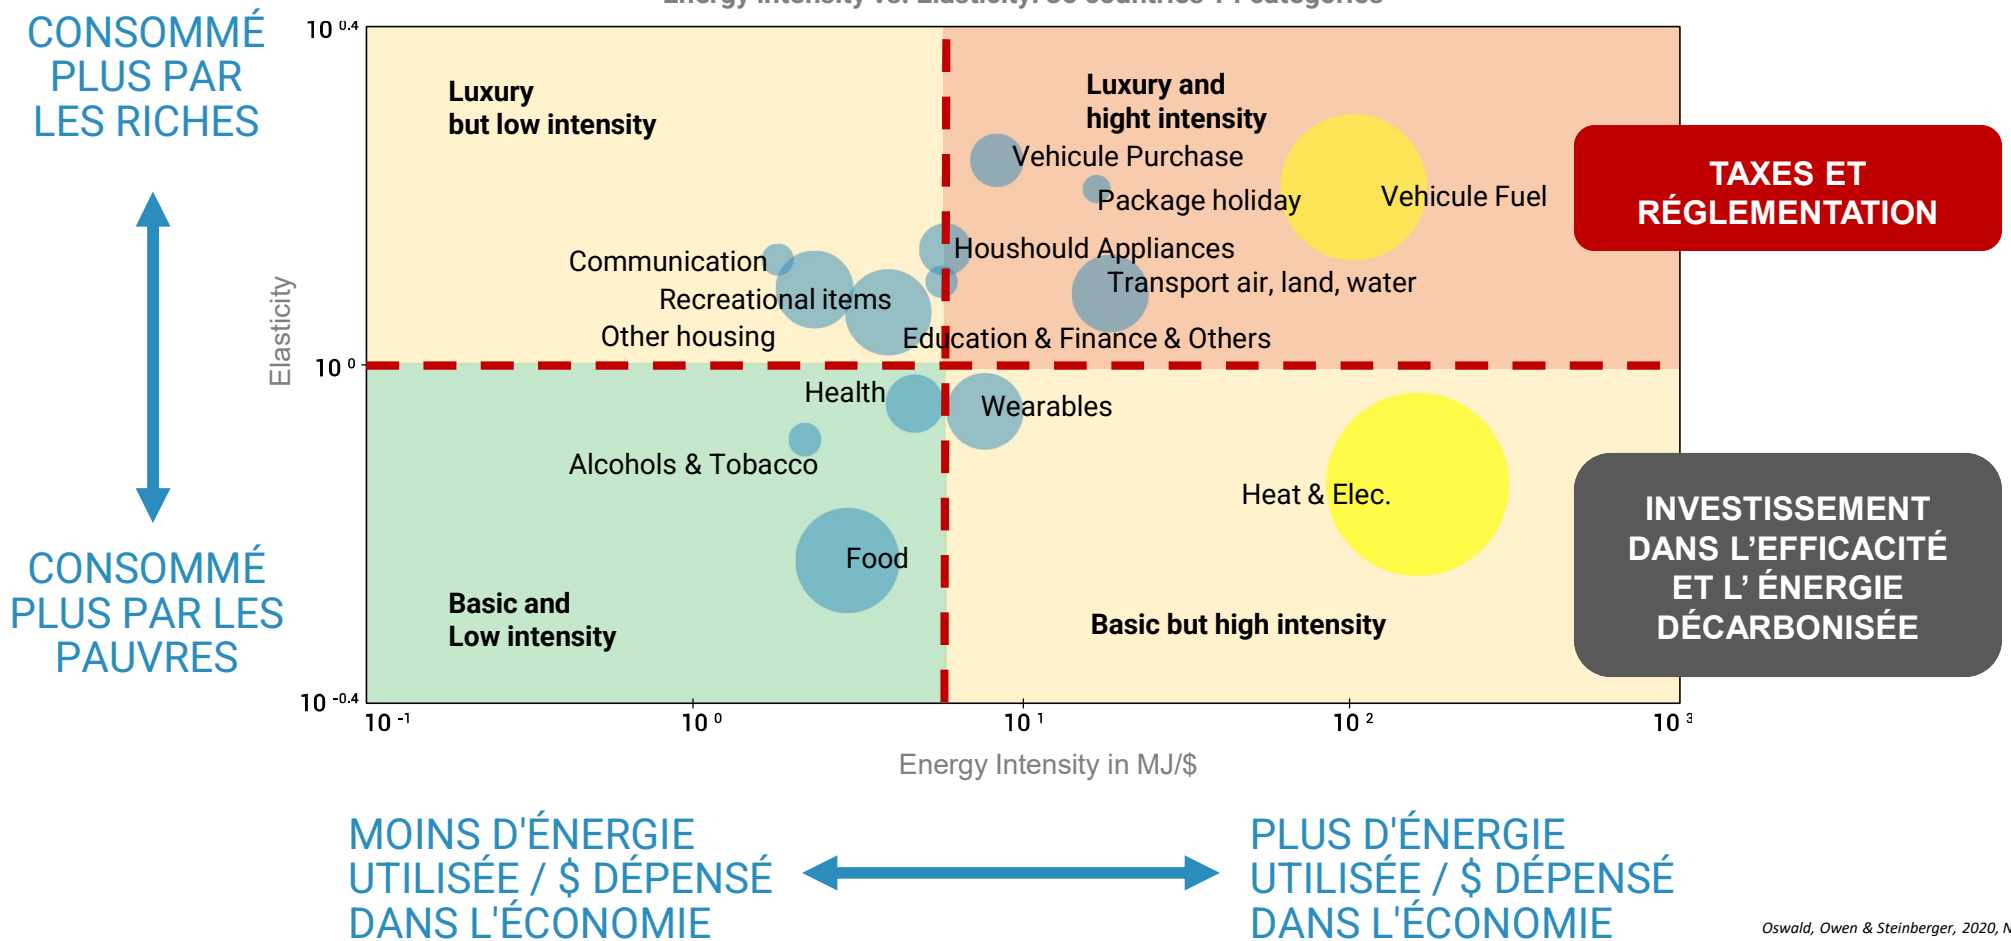 CONSOMMÉ
PLUS PAR
LES RICHES
CONSOMMÉ
PLUS PAR LES
PAUVRES
Elasticity
10 0.4
10 0
10 -0.4
Luxury
but low intensity
Luxury and
hight intensity
Vehicule Purchase
Package holiday
Vehicule Fuel
Houshould Appliances
Communication
Transport air, land, water
Recreational items
Other housing
Education & Finance & Others
Health
Wearables
Alcohols & Tobacco
Heat & Elec.
Food
Basic and
Low intensity
Basic but high intensity
10 -1
10 0
10 1
10 2
10 3
Energy Intensity in MJ/$
TAXES ET
RÉGLEMENTATION
INVESTISSEMENT
DANS L’EFFICACITÉ
ET L’ ÉNERGIE
DÉCARBONISÉE
MOINS D'ÉNERGIE
UTILISÉE / $ DÉPENSÉ
DANS L'ÉCONOMIE
PLUS D'ÉNERGIE
UTILISÉE / $ DÉPENSÉ
DANS L'ÉCONOMIE
Oswald, Owen & Steinberger, 2020,